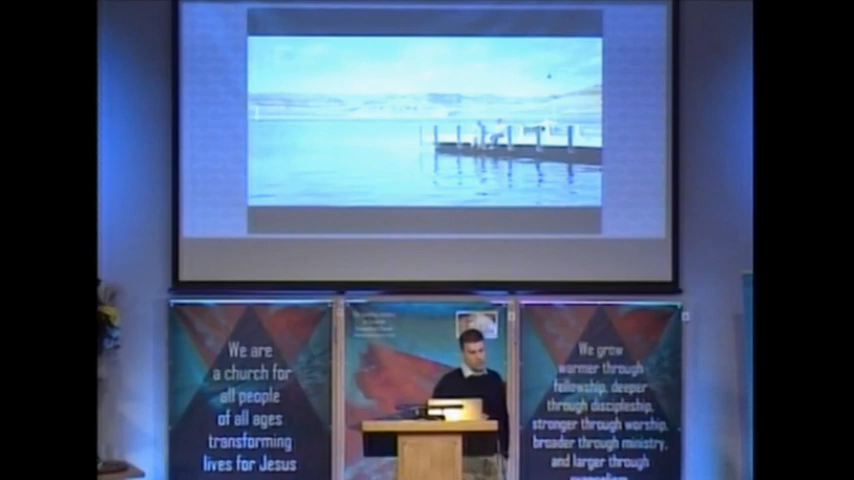 We are
a church for
all people
of all ages
transforming
lives for Jesus
We grow
warmer through
fellowship, deeper
through discipleship,
stronger through worship,
broader through ministry,
and larger through
evangelism